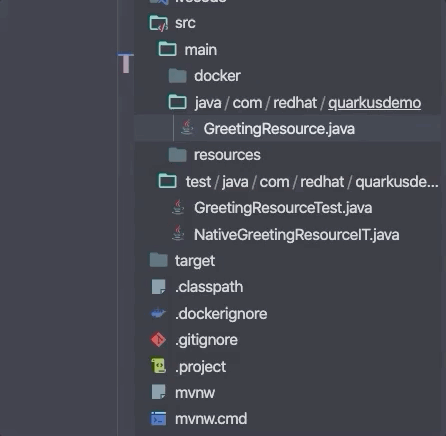 src
main
docker
java / com / redhat / quarkusdemo
GreetingResource.java
resources
test / java / com / redhat / quarkusde...
GreetingResourceTest.java
NativeGreetingResourceIT.java
target
.classpath
.dockerignore
.gitignore
.project
mvnw
mvnw.cmd